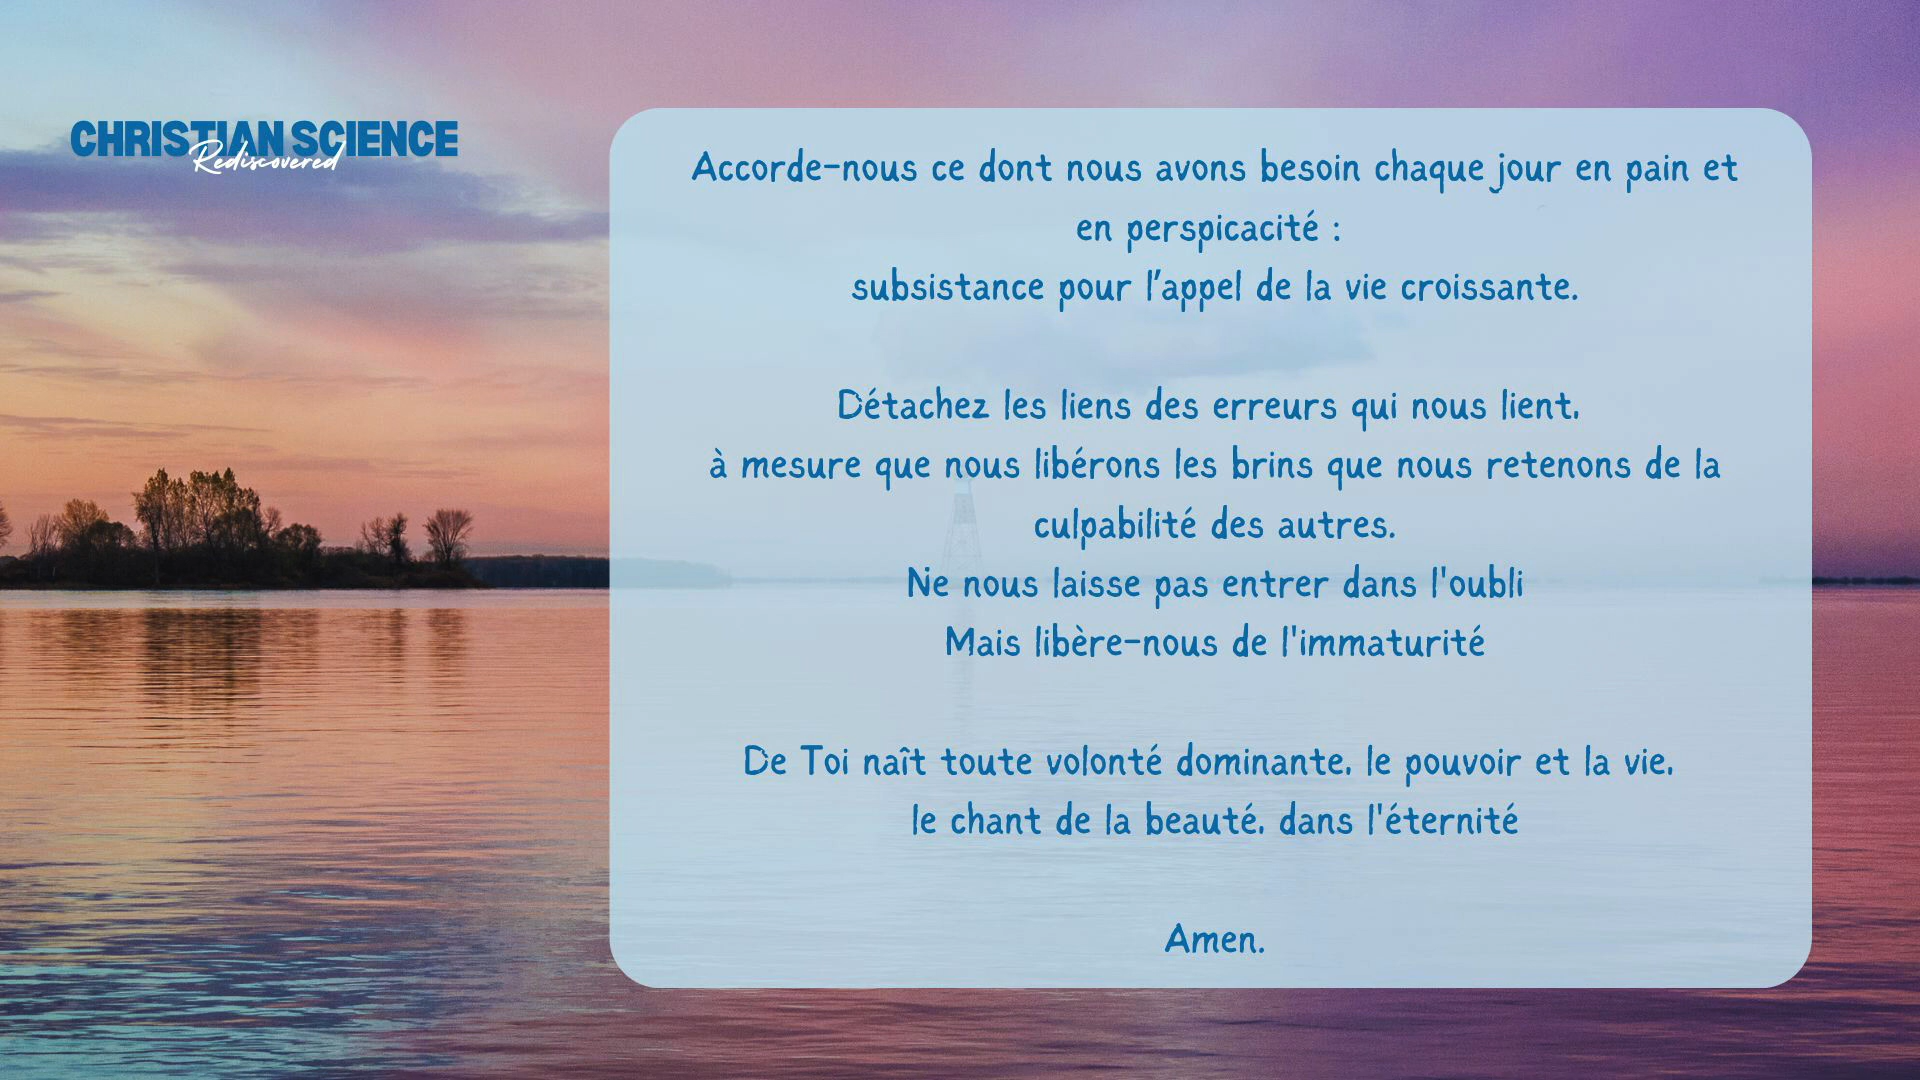 CHRISTIAN SCIENCE
Rediscovered
Accorde-nous ce dont nous avons besoin chaque jour en pain et
en perspicacité :
subsistance pour l’appel de la vie croissante.
Détachez les liens des erreurs qui nous lient,
à mesure que nous libérons les brins que nous retenons de la
culpabilité des autres.
Ne nous laisse pas entrer dans l'oubli
Mais libère-nous de l'immaturité
De Toi naît toute volonté dominante, le pouvoir et la vie,
le chant de la beauté, dans l'éternité
Amen.